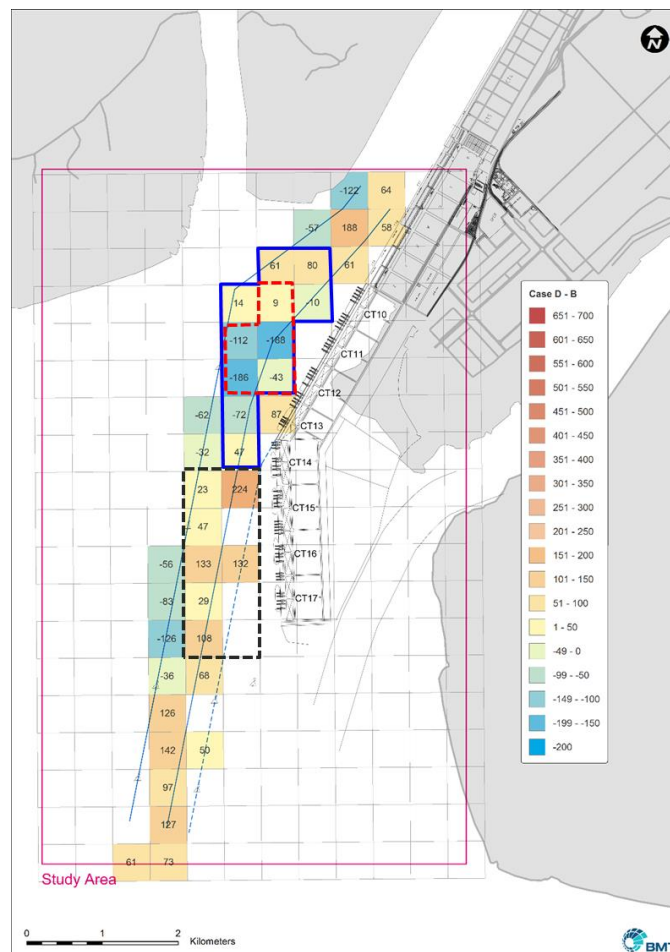 -122 64
-57 188 58
61 80 61
14 9 -10
CT10
-112 -188
CT11
-186 -43
CT12
-62 -72 87
CT13
-32 47
CT14
23 224
CT15
47
-56 133 132
CT16
-83 29
CT17
-126 108
-36 68
126
142 50
97
127
61 73
Case D - B
651 - 700
601 - 650
551 - 600
501 - 550
451 - 500
401 - 450
351 - 400
301 - 350
251 - 300
201 - 250
151 - 200
101 - 150
51 - 100
1 - 50
-49 - 0
-99 - -50
-149 - -100
-199 - -150
-200
Study Area
0 1 2
Kilometers
BMT